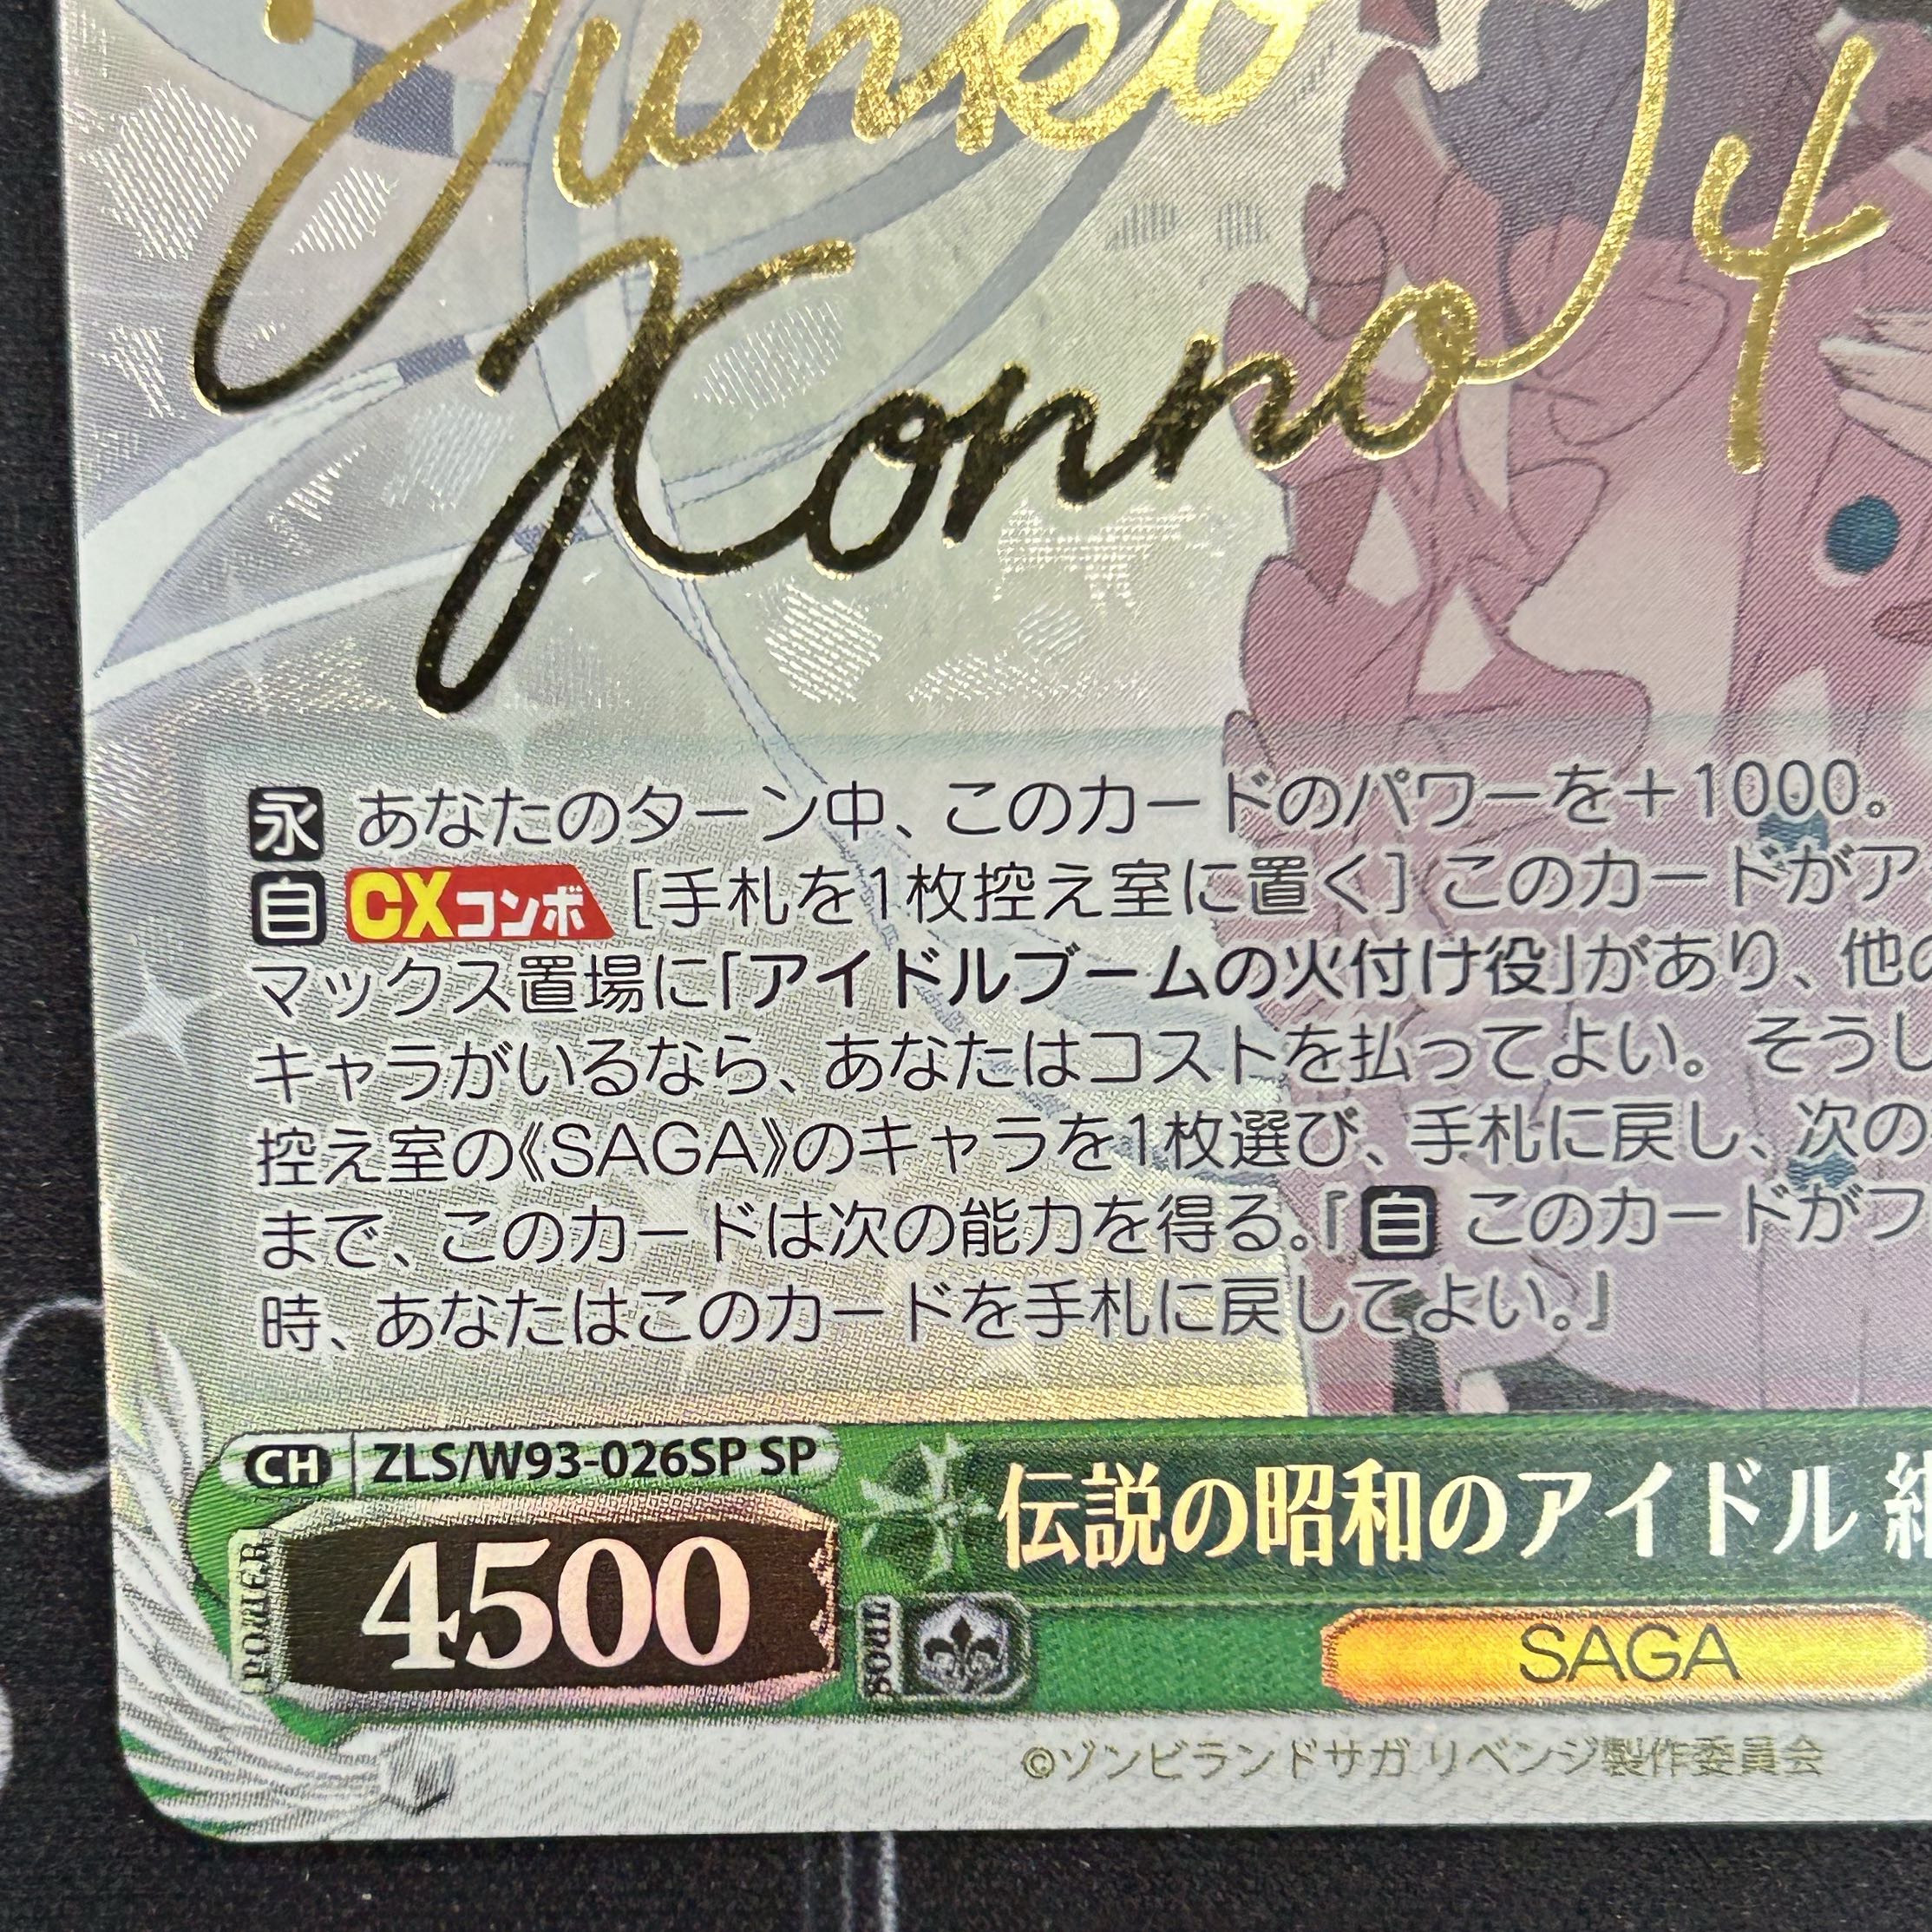 Junko
Konno 4
永 あなたのターン中、このカードのパワーを＋1000。
自 CXコンボ ［手札を1枚控え室に置く］ このカードがア
マックス置場に「アイドルブームの火付け役」があり、他の
キャラがいるなら、あなたはコストを払ってよい。そうし
控え室の《SAGA》のキャラを1枚選び、手札に戻し、次の
まで、このカードは次の能力を得る。『自 このカードがフ
時、あなたはこのカードを手札に戻してよい。』
CH ZLS/W93-026SP SP
伝説の昭和のアイドル
POWER 4500
SOUL
SAGA
©ゾンビランドサガ リベンジ製作委員会